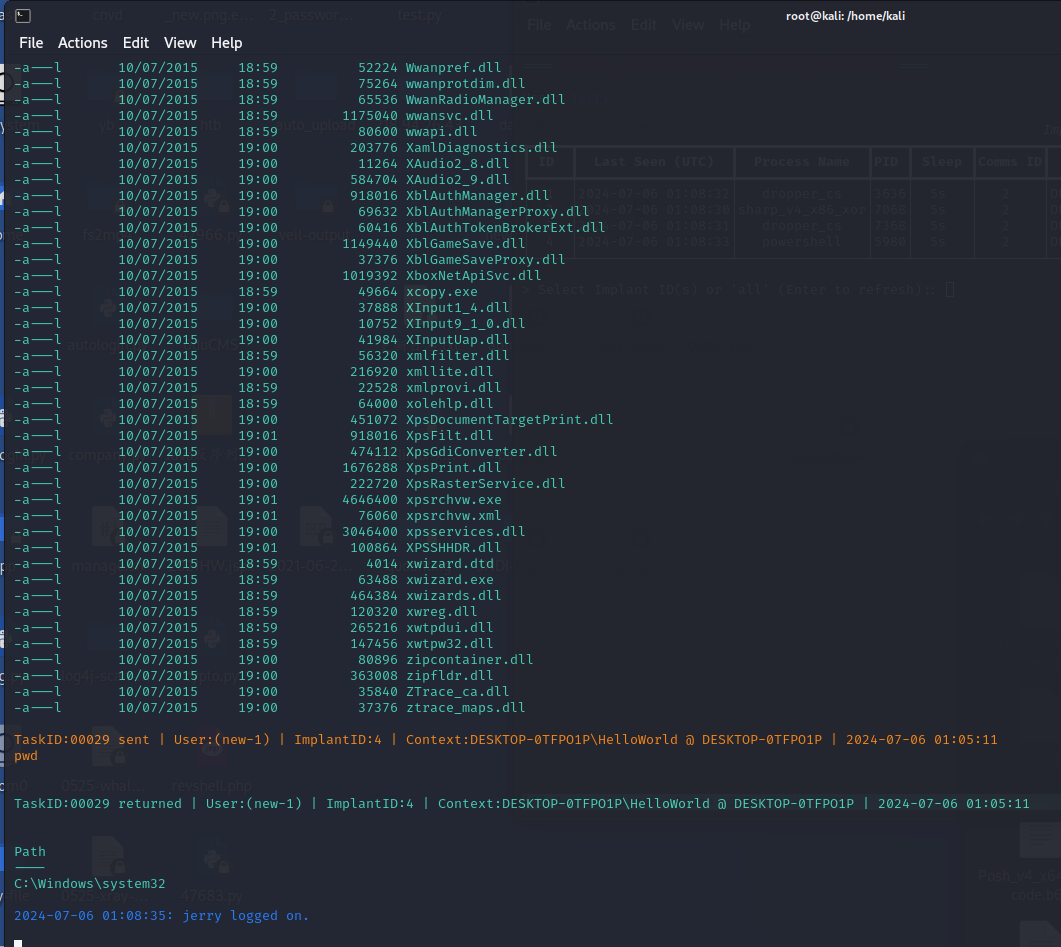 root@kali: /home/kali
File Actions Edit View Help
-a---l 10/07/2015 18:59 52224 Wwanpref.dll
-a---l 10/07/2015 18:59 75264 wwanprotdim.dll
-a---l 10/07/2015 18:59 65536 WwanRadioManager.dll
-a---l 10/07/2015 18:59 1175040 wwansvc.dll
-a---l 10/07/2015 18:59 80600 wwapi.dll
-a---l 10/07/2015 19:00 203776 XamlDiagnostics.dll
-a---l 10/07/2015 19:00 11264 XAudio2_8.dll
-a---l 10/07/2015 19:00 584704 XAudio2_9.dll
-a---l 10/07/2015 19:00 918016 XblAuthManager.dll
-a---l 10/07/2015 19:00 69632 XblAuthManagerProxy.dll
-a---l 10/07/2015 19:00 60416 XblAuthTokenBrokerExt.dll
-a---l 10/07/2015 19:00 1149440 XblGameSave.dll
-a---l 10/07/2015 19:00 37376 XblGameSaveProxy.dll
-a---l 10/07/2015 19:00 1019392 XboxNetApiSvc.dll
-a---l 10/07/2015 18:59 49664 xcopy.exe
-a---l 10/07/2015 19:00 37888 XInput1_4.dll
-a---l 10/07/2015 19:00 10752 XInput9_1_0.dll
-a---l 10/07/2015 19:00 41984 XInputUap.dll
-a---l 10/07/2015 18:59 56320 xmlfilter.dll
-a---l 10/07/2015 19:00 216920 xmllite.dll
-a---l 10/07/2015 18:59 22528 xmlprovi.dll
-a---l 10/07/2015 18:59 64000 xolehlp.dll
-a---l 10/07/2015 19:00 451072 XpsDocumentTargetPrint.dll
-a---l 10/07/2015 19:01 918016 XpsFilt.dll
-a---l 10/07/2015 19:00 474112 XpsGdiConverter.dll
-a---l 10/07/2015 19:00 1676288 XpsPrint.dll
-a---l 10/07/2015 19:00 222720 XpsRasterService.dll
-a---l 10/07/2015 19:01 4646400 xpsrchvw.exe
-a---l 10/07/2015 19:01 76060 xpsrchvw.xml
-a---l 10/07/2015 19:00 3046400 xpsservices.dll
-a---l 10/07/2015 19:01 100864 XPSSHHDR.dll
-a---l 10/07/2015 18:59 4014 xwizard.dtd
-a---l 10/07/2015 18:59 63488 xwizard.exe
-a---l 10/07/2015 18:59 464384 xwizards.dll
-a---l 10/07/2015 18:59 120320 xwreg.dll
-a---l 10/07/2015 18:59 265216 xwtpdui.dll
-a---l 10/07/2015 18:59 147456 xwtpw32.dll
-a---l 10/07/2015 19:00 80896 zipcontainer.dll
-a---l 10/07/2015 19:00 363008 zipfldr.dll
-a---l 10/07/2015 19:00 35840 ZTrace_ca.dll
-a---l 10/07/2015 19:00 37376 ztrace_maps.dll
TaskID:00029 sent | User:(new-1) | ImplantID:4 | Context:DESKTOP-0TFPO1P\HelloWorld @ DESKTOP-0TFPO1P | 2024-07-06 01:05:11
pwd
TaskID:00029 returned | User:(new-1) | ImplantID:4 | Context:DESKTOP-0TFPO1P\HelloWorld @ DESKTOP-0TFPO1P | 2024-07-06 01:05:11
Path
----
C:\Windows\system32
2024-07-06 01:08:35: jerry logged on.